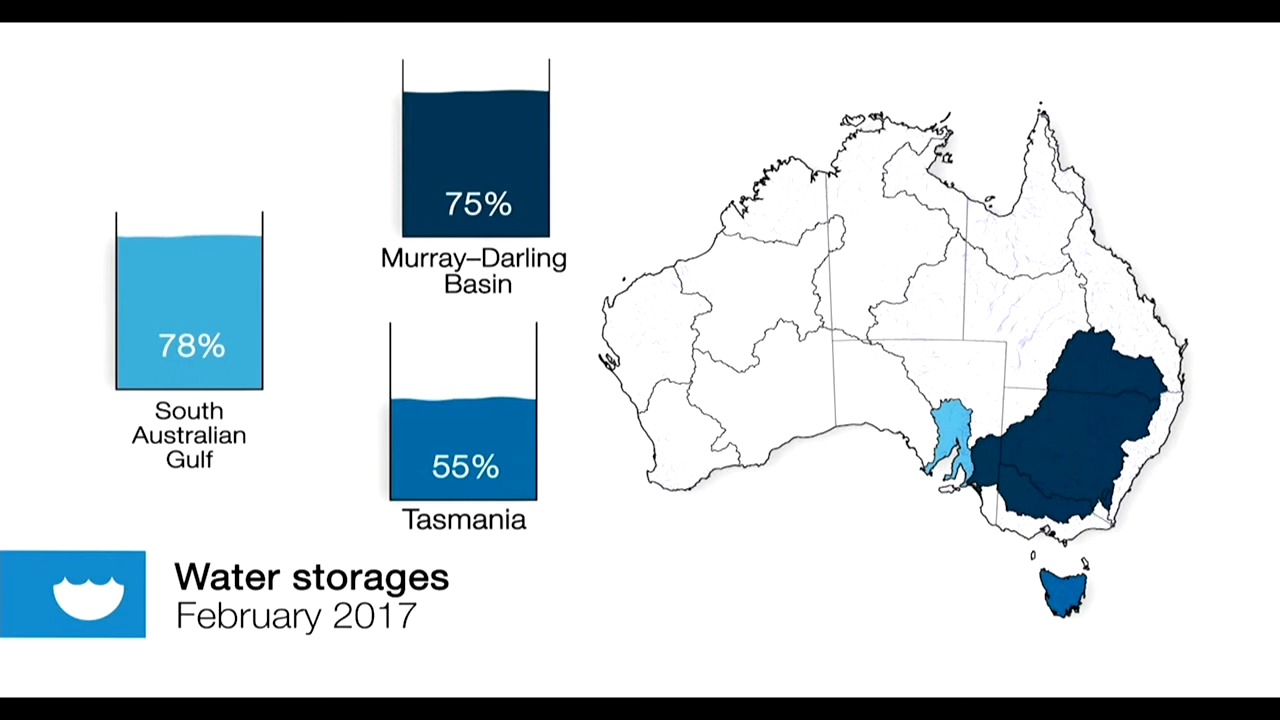 75%
Murray–Darling
Basin
78%
South
Australian
Gulf
55%
Tasmania
Water storages
February 2017